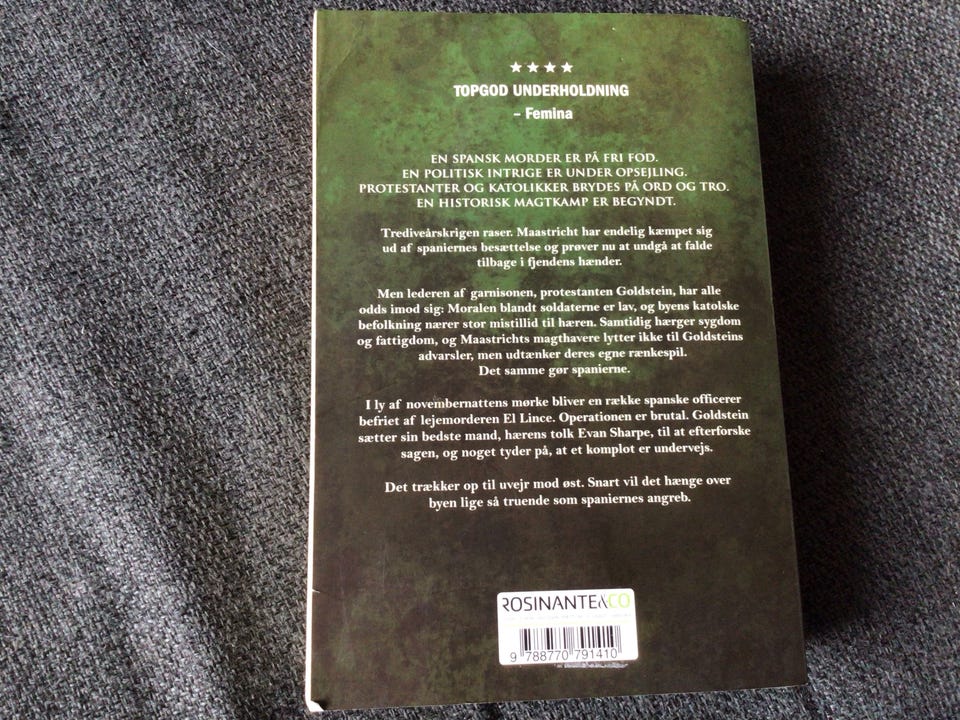 ★★★★
TOPGOD UNDERHOLDNING
– Femina
EN SPANSK MORDER ER PÅ FRI FOD.
EN POLITISK INTRIGE ER UNDER OPSEJLING.
PROTESTANTER OG KATOLIKKER BRYDES PÅ ORD OG TRO.
EN HISTORISK MAGTKAMP ER BEGYNDT.
Trediveårskrigen raser. Maastricht har endelig kæmpet sig
ud af spaniernes besættelse og prøver nu at undgå at falde
tilbage i fjendens hænder.
Men lederen af garnisonen, protestanten Goldstein, har alle
odds imod sig: Moralen blandt soldaterne er lav, og byens katolske
befolkning nærer stor mistillid til hæren. Samtidig hærger sygdom
og fattigdom, og Maastrichts magthavere lytter ikke til Goldsteins
advarsler, men udtænker deres egne rænkespil.
Det samme gør spanierne.
I ly af novembernattens mørke bliver en række spanske officerer
befriet af lejemorderen El Lince. Operationen er brutal. Goldstein
sætter sin bedste mand, hærens tolk Evan Sharpe, til at efterforske
sagen, og noget tyder på, at et komplot er undervejs.
Det trækker op til uvejr mod øst. Snart vil det hænge over
byen lige så truende som spaniernes angreb.
ROSINANTE&CO
9 788770 791410